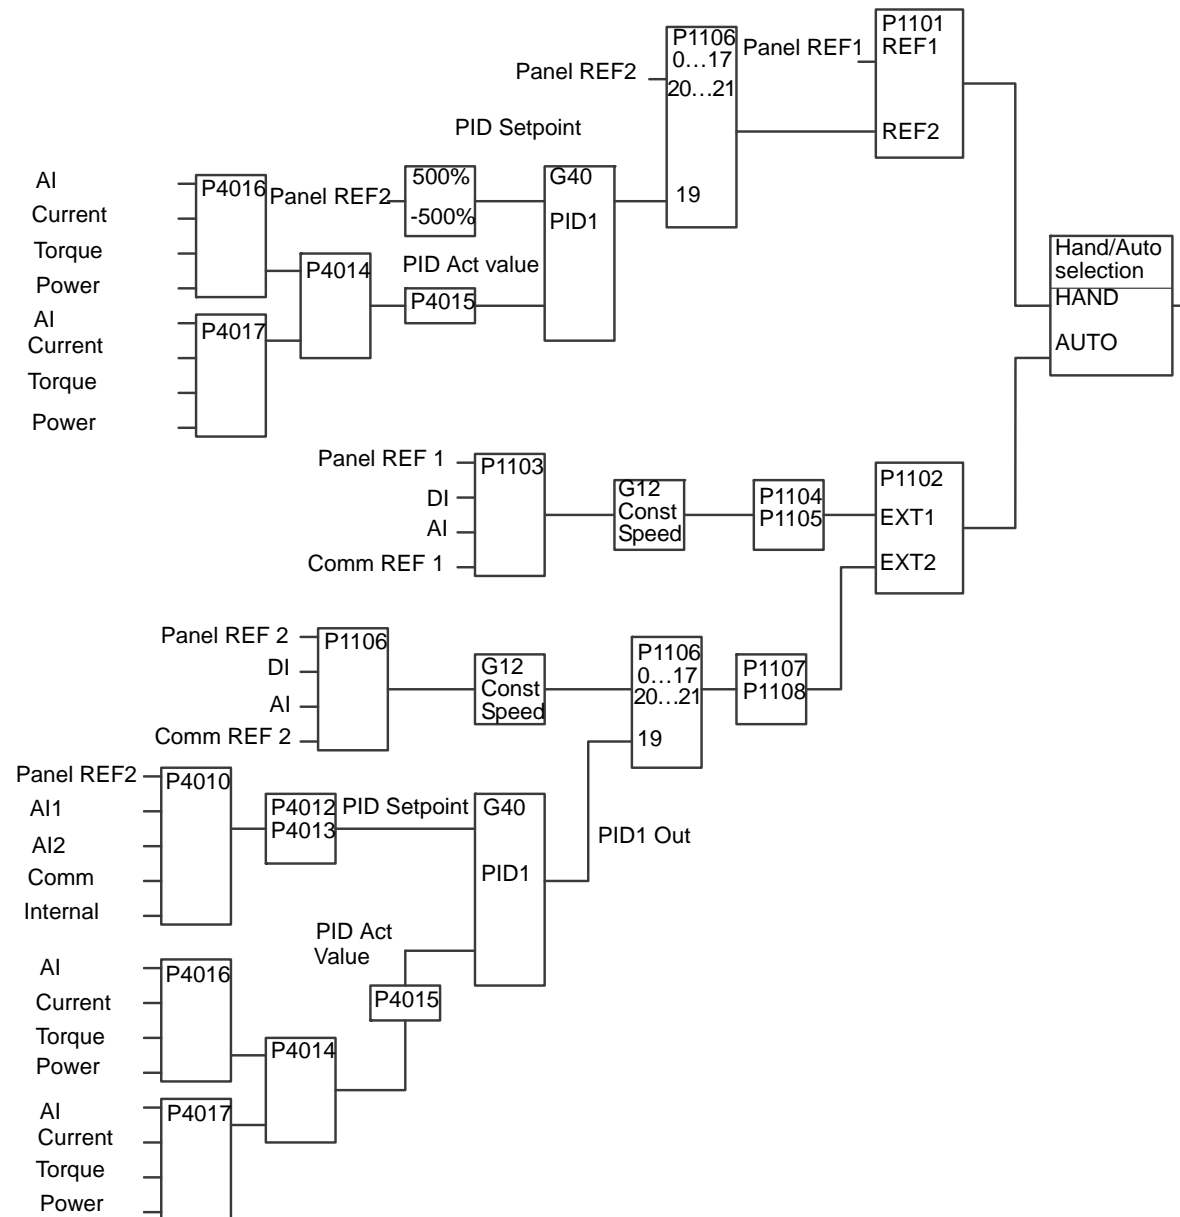 P1101
REF1
REF2
P1106
0…17
20…21
19
Panel REF1
Panel REF2
PID Setpoint
AI
Current
Torque
Power
P4016
Panel REF2
500%
-500%
G40
PID1
P4014
PID Act value
P4015
AI
Current
Torque
Power
P4017
Hand/Auto
selection
HAND
AUTO
Panel REF 1
DI
AI
Comm REF 1
P1103
G12
Const
Speed
P1104
P1105
P1102
EXT1
EXT2
Panel REF 2
DI
AI
Comm REF 2
P1106
G12
Const
Speed
P1106
0…17
20…21
19
P1107
P1108
Panel REF2
AI1
AI2
Comm
Internal
P4010
P4012
P4013
PID Setpoint
G40
PID1
PID1 Out
PID Act
Value
P4015
AI
Current
Torque
Power
P4016
P4014
AI
Current
Torque
Power
P4017